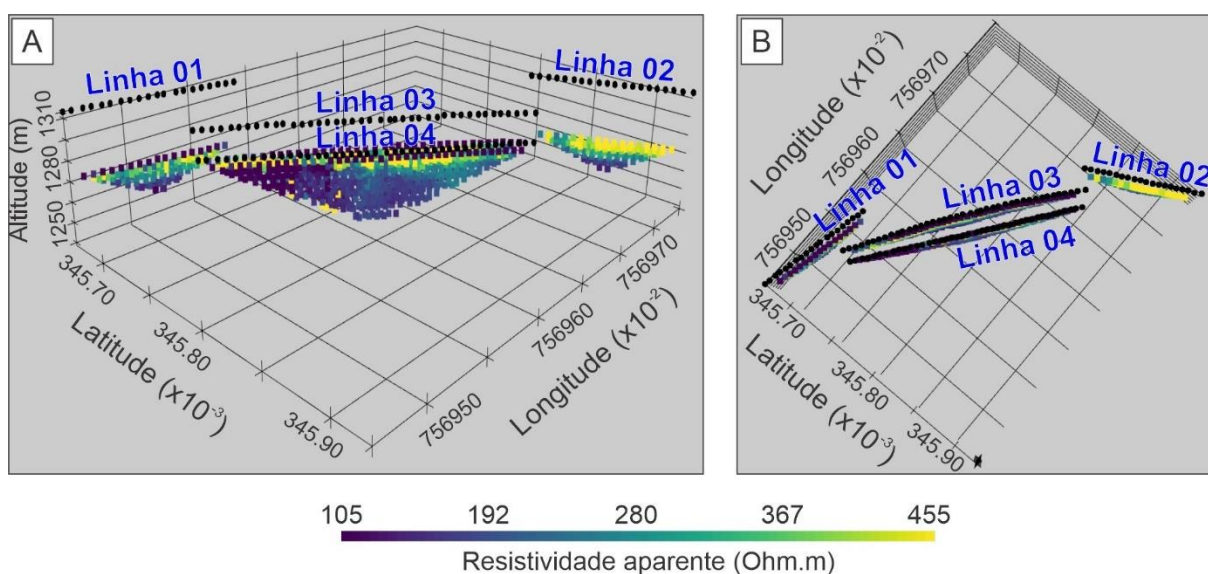 A
Linha 01
Linha 02
Linha 03
Linha 04
Altitude (m)
1310
1280
1250
1250
345.70
345.80
345.90
Latitude (x10-³)
756950
756960
756970
Longitude (x10-²)
B
Longitude (x10-²)
756970
756960
756950
Linha 01
Linha 02
Linha 03
Linha 04
345.70
345.80
345.90
Latitude (x10-³)
105 192 280 367 455
Resistividade aparente (Ohm.m)